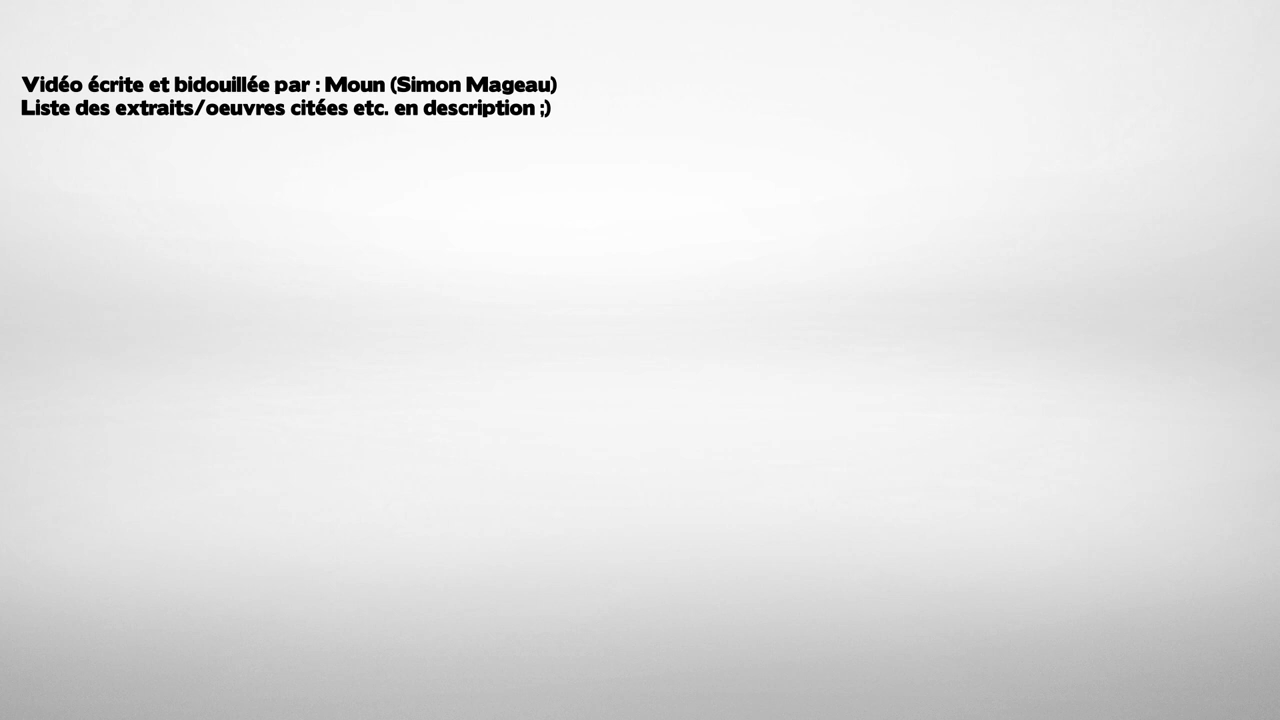 Vidéo écrite et bidouillée par : Moun (Simon Mageau)
Liste des extraits/oeuvres citées etc. en description ;)